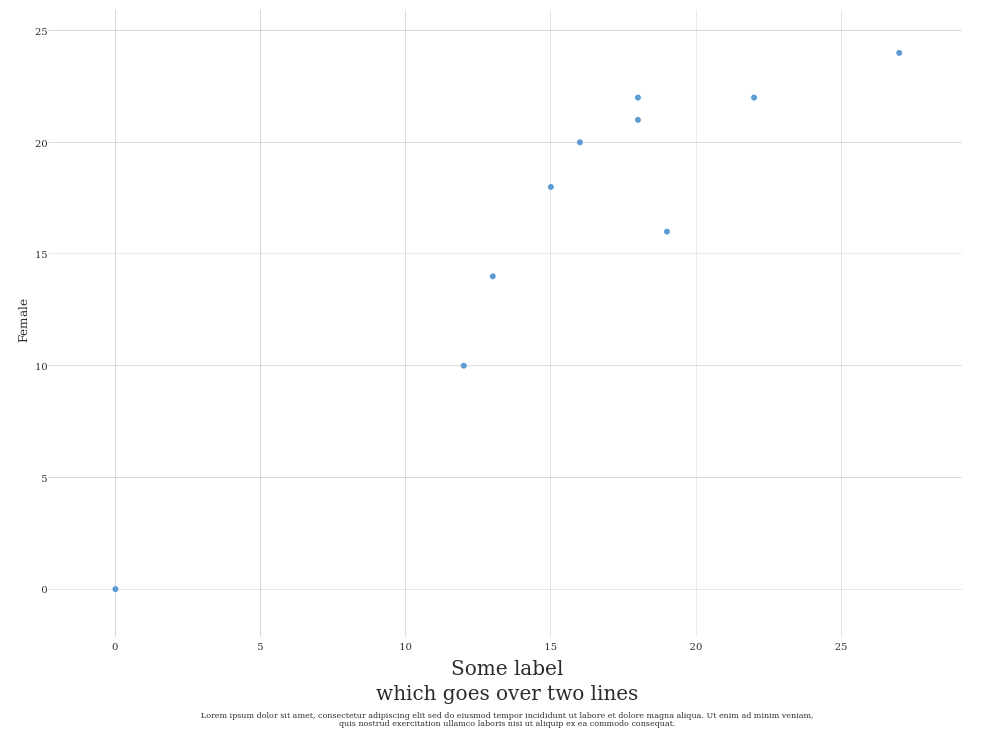 25
20
15
10
5
0
Female
0 5 10 15 20 25
Some label
which goes over two lines
Lorem ipsum dolor sit amet, consectetur adipiscing elit sed do eiusmod tempor incididunt ut labore et dolore magna aliqua. Ut enim ad minim veniam,
quis nostrud exercitation ullamco laboris nisi ut aliquip ex ea commodo consequat.